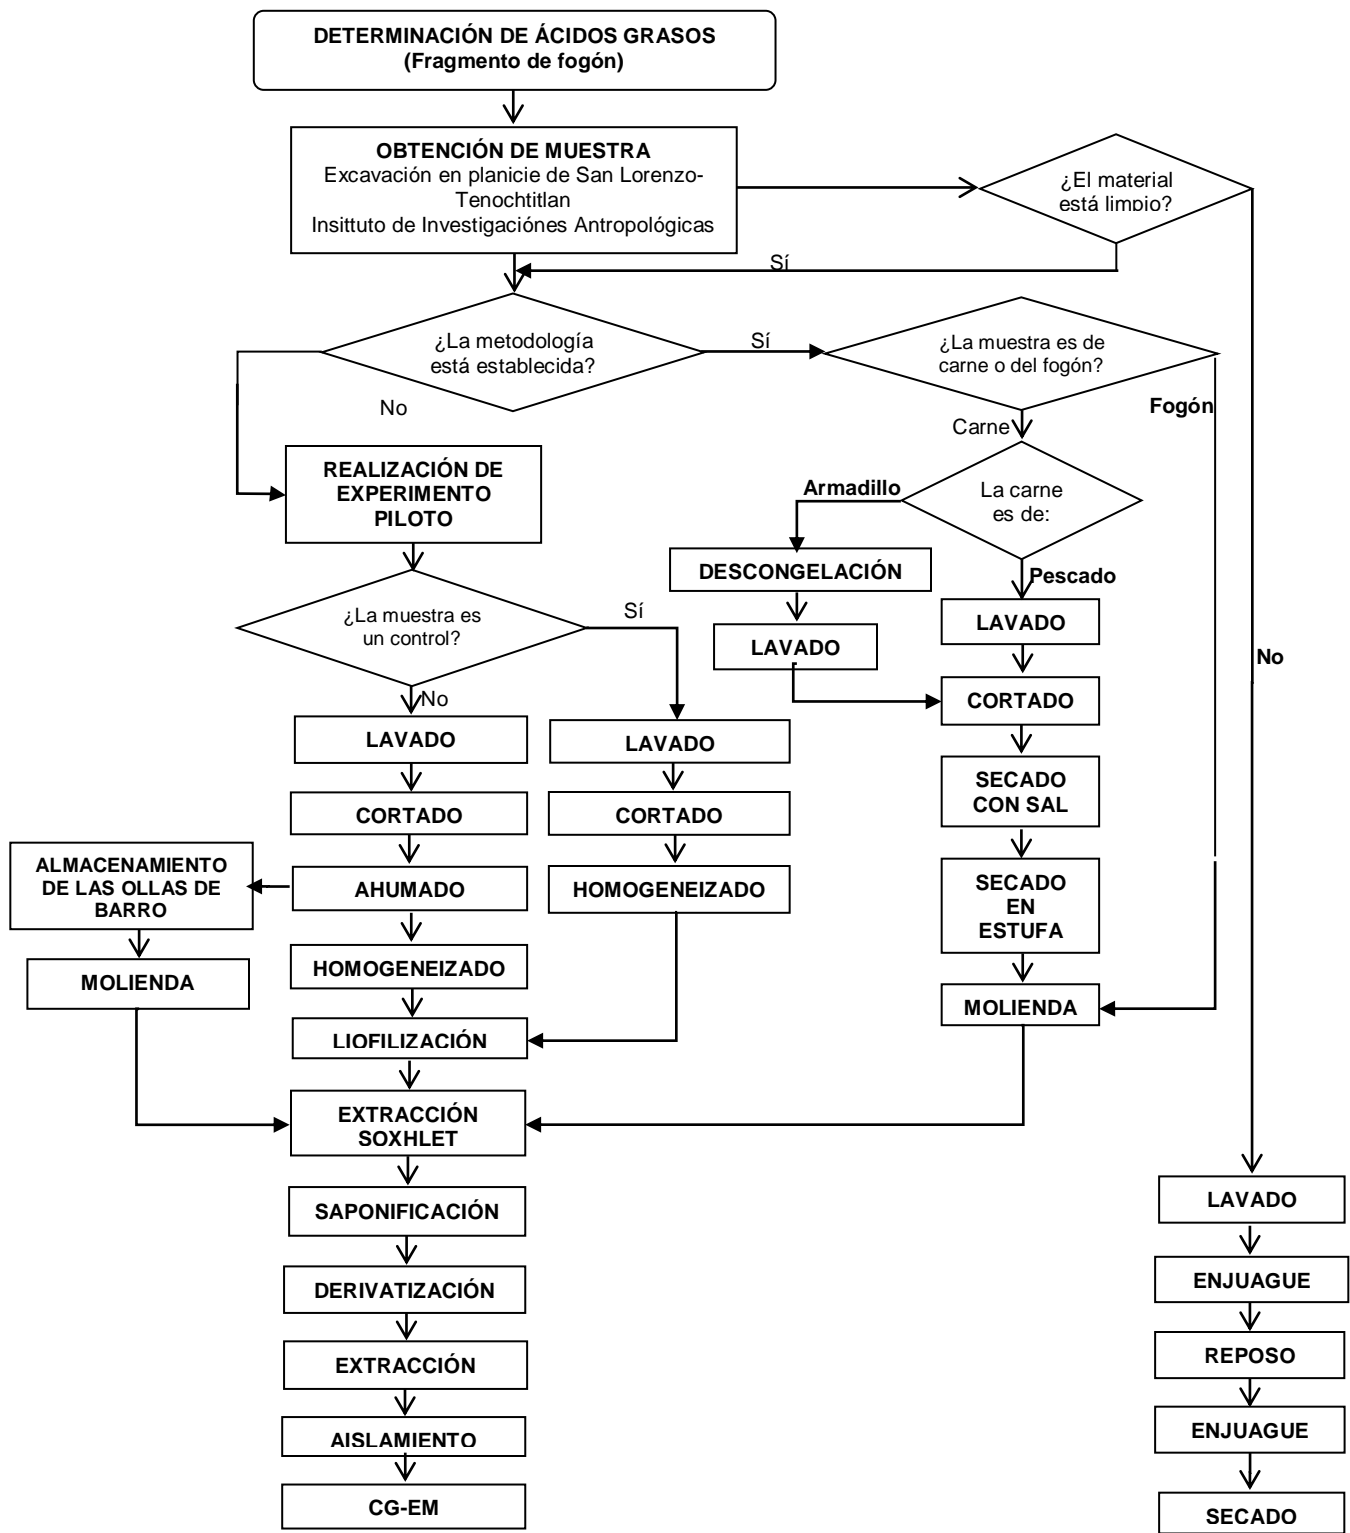 DETERMINACIÓN DE ÁCIDOS GRASOS
(Fragmento de fogón)
OBTENCIÓN DE MUESTRA
Excavación en planicie de San Lorenzo-
Tenochtitlan
Insittuto de Investigaciónes Antropológicas
¿El material
está limpio?
Sí
¿La metodología
está establecida?
Sí
¿La muestra es de
carne o del fogón?
No
Fogón
Carne
REALIZACIÓN DE
EXPERIMENTO
PILOTO
Armadillo
La carne
es de:
DESCONGELACIÓN
Pescado
¿La muestra es
un control?
Sí
LAVADO
LAVADO
No
No
CORTADO
LAVADO
LAVADO
SECADO
CON SAL
CORTADO
CORTADO
ALMACENAMIENTO
DE LAS OLLAS DE
BARRO
AHUMADO
HOMOGENEIZADO
SECADO
EN
ESTUFA
HOMOGENEIZADO
MOLIENDA
MOLIENDA
LIOFILIZACIÓN
EXTRACCIÓN
SOXHLET
SAPONIFICACIÓN
LAVADO
DERIVATIZACIÓN
ENJUAGUE
EXTRACCIÓN
REPOSO
AISLAMIENTO
ENJUAGUE
CG-EM
SECADO